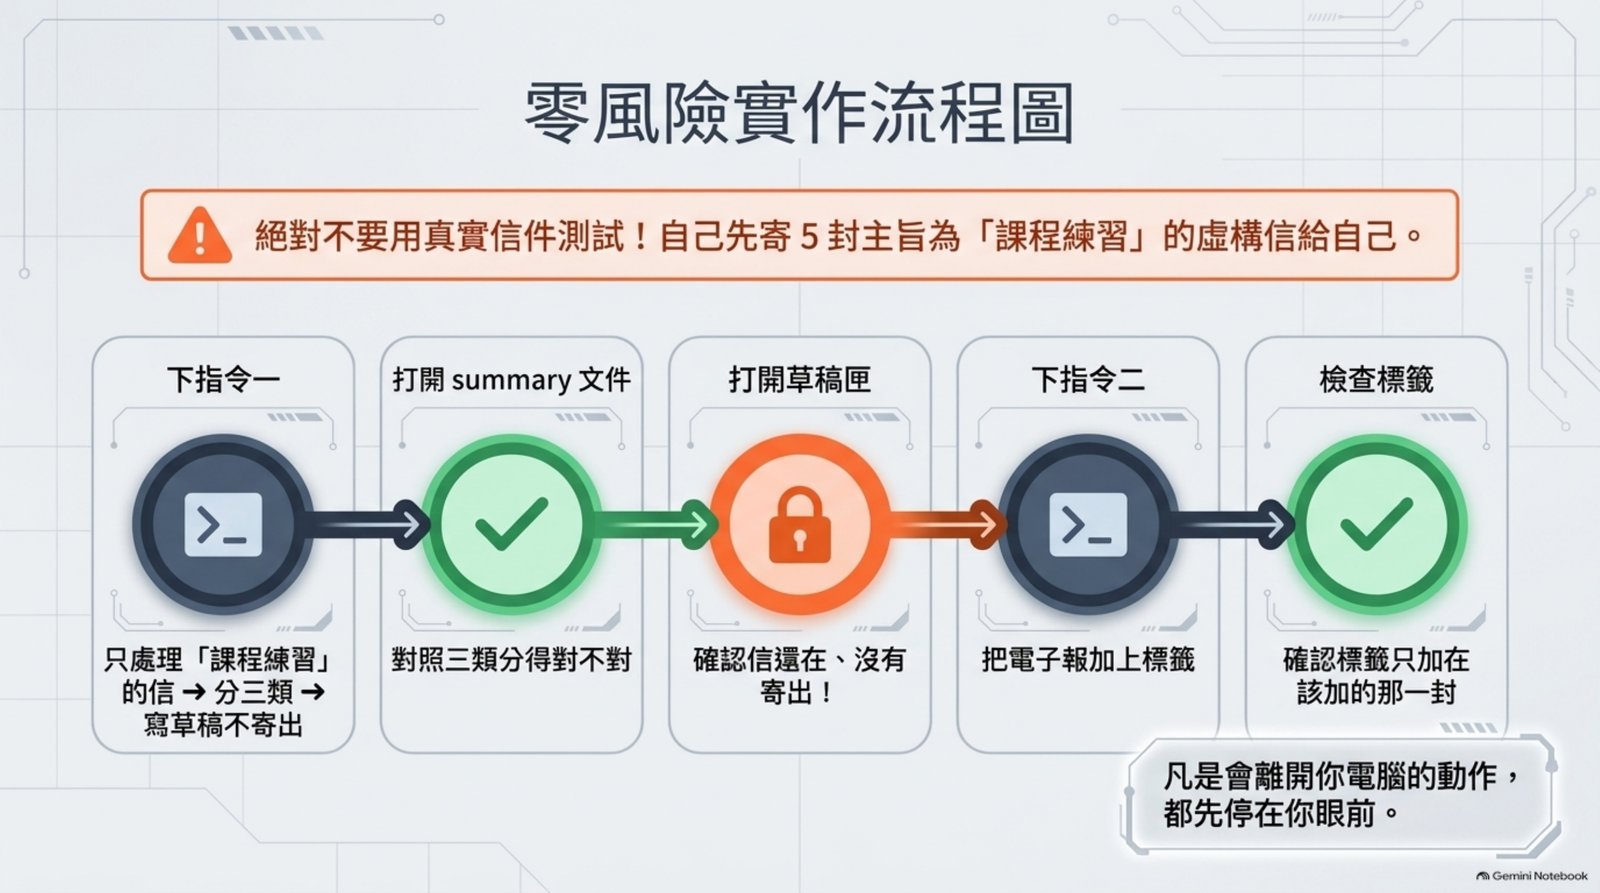 零風險實作流程圖
絕對不要用真實信件測試！自己先寄 5 封主旨為「課程練習」的虛構信給自己。
下指令一
只處理「課程練習」
的信 → 分三類 →
寫草稿不寄出
打開 summary 文件
對照三類分得對不對
打開草稿匣
確認信還在、沒有
寄出！
下指令二
把電子報加上標籤
檢查標籤
確認標籤只加在
該加的那一封
凡是會離開你電腦的動作，
都先停在你眼前。
Gemini Notebook